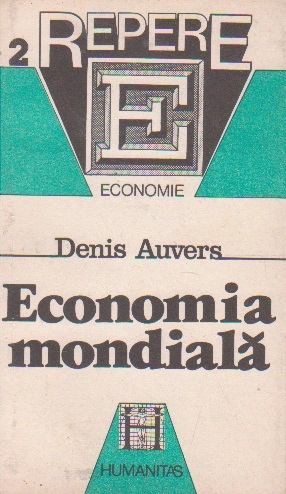 2 REPERE
E
ECONOMIE
Denis Auvers
Economia
mondială
H
HUMANITAS